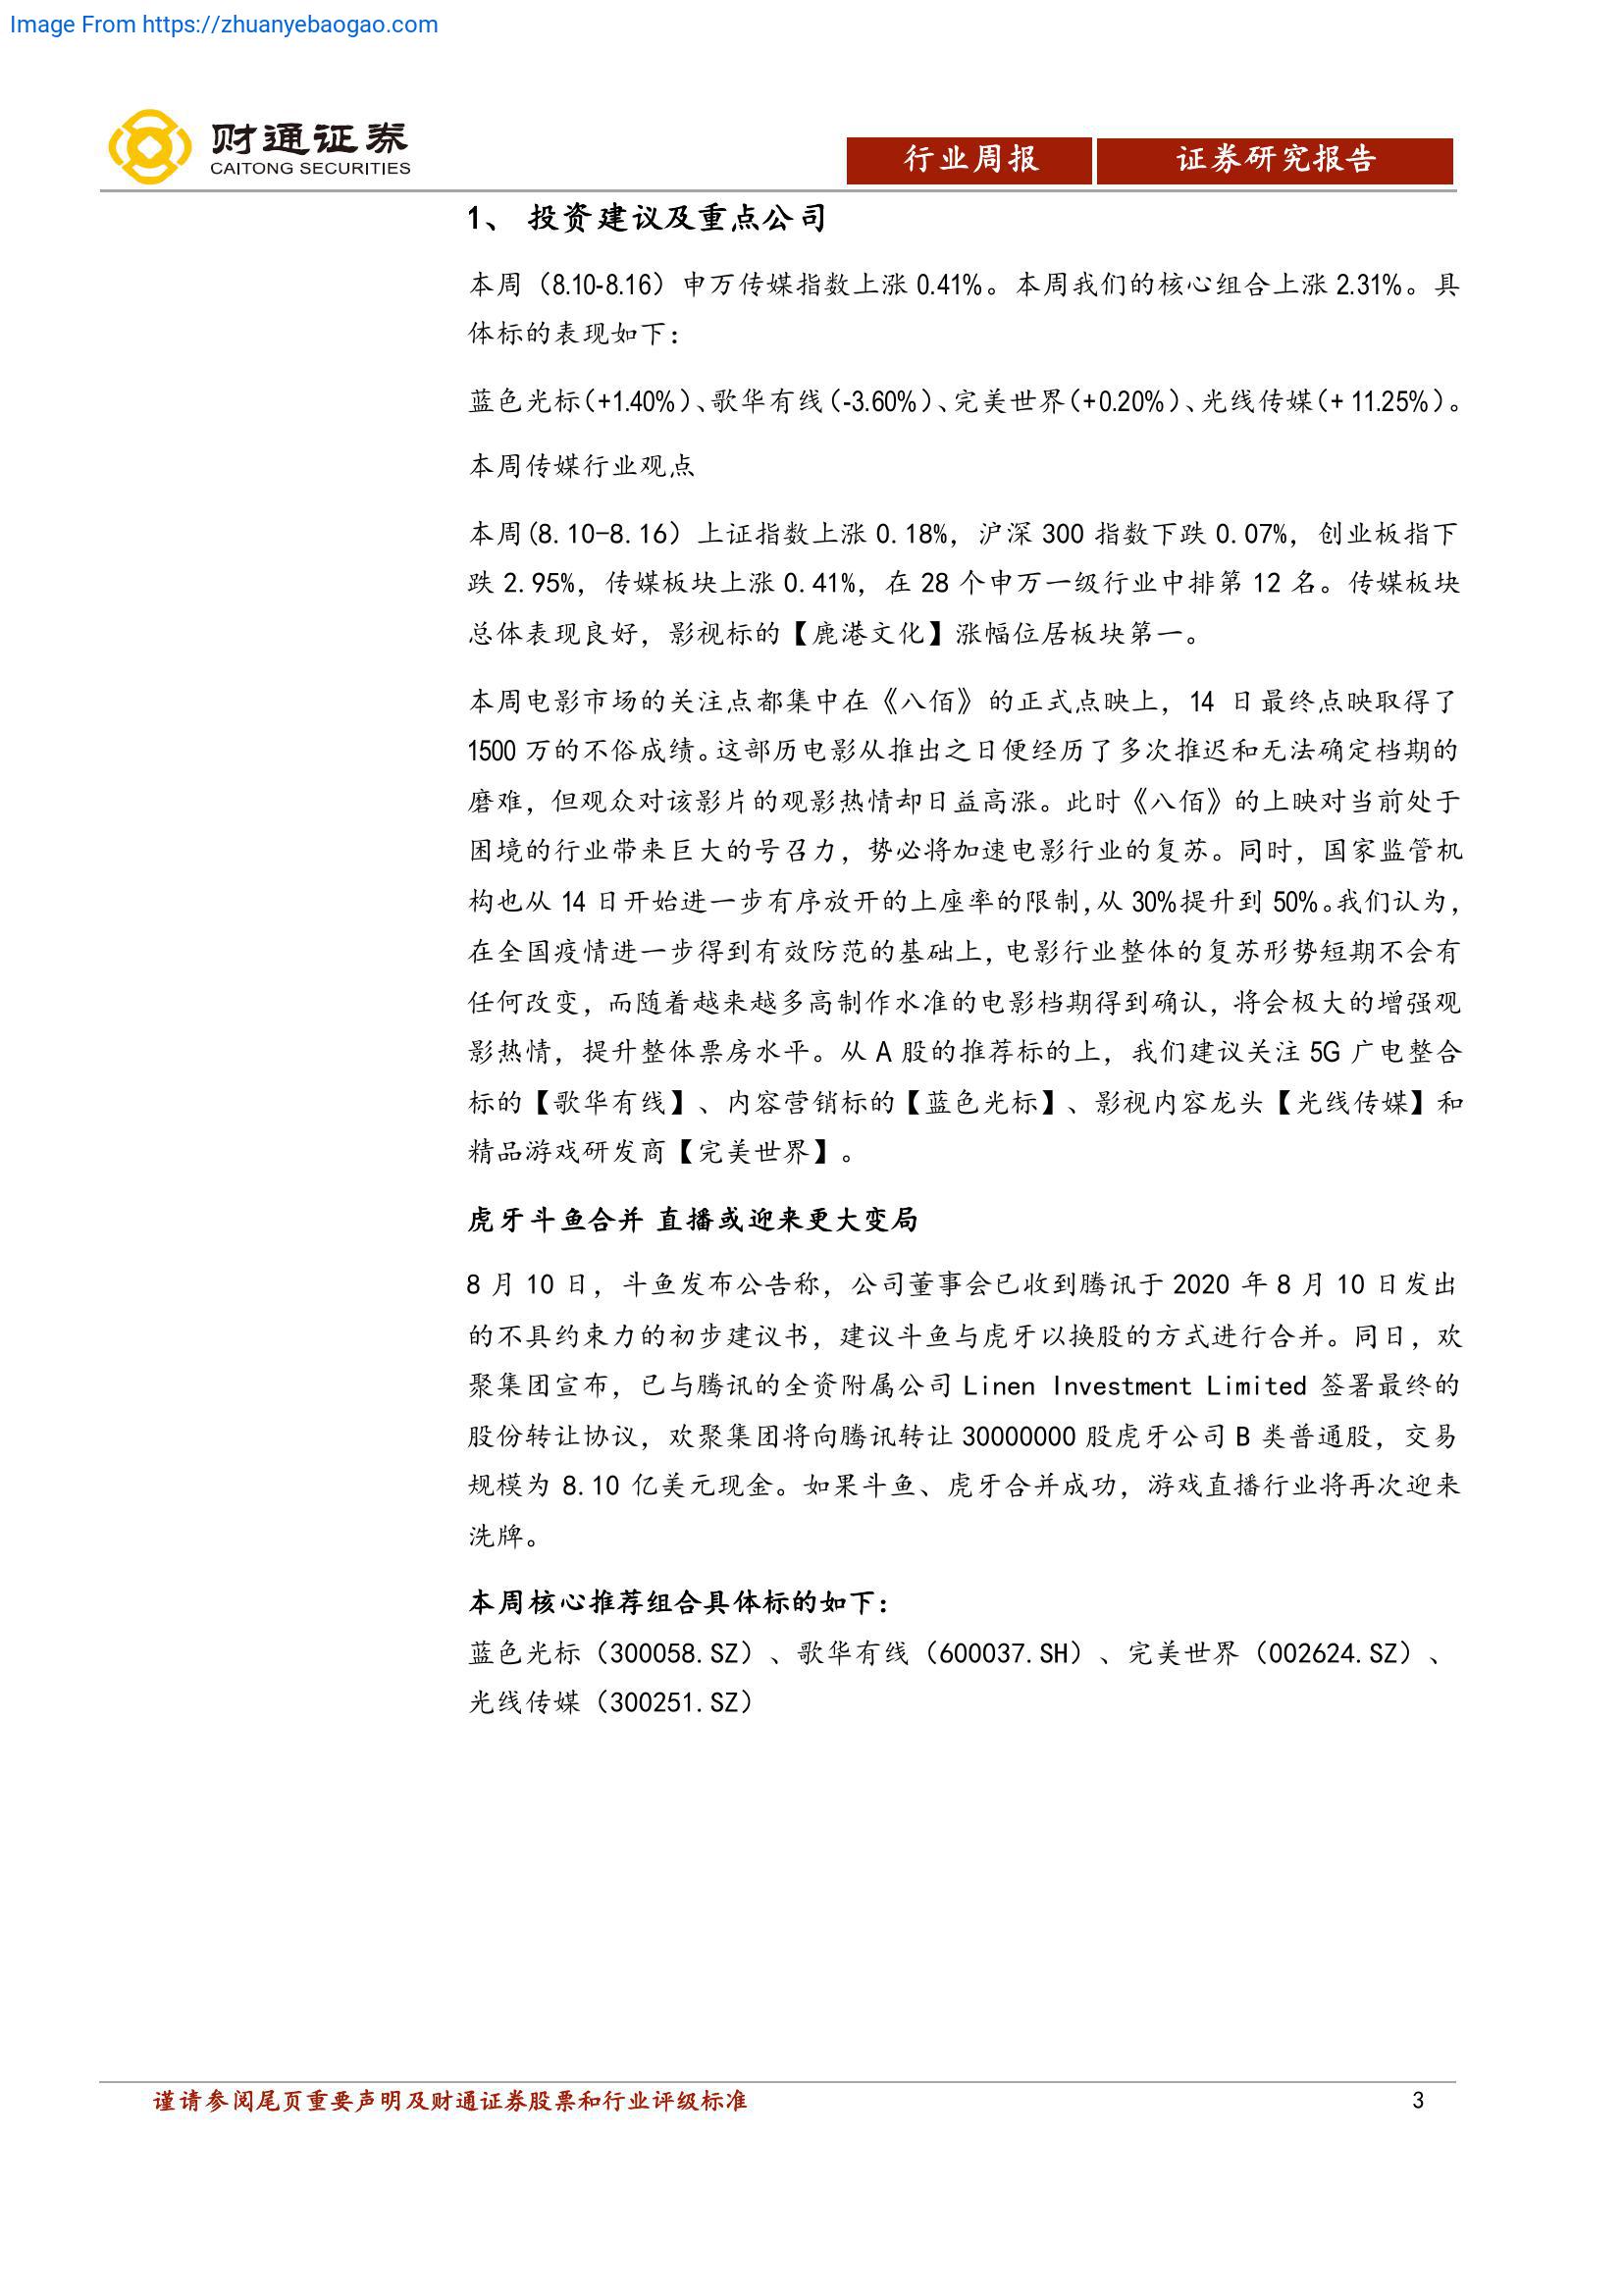 Image From https://zhuanyebaogao.com
财通证券
CAITONG SECURITIES
行业周报
证券研究报告
1、 投资建议及重点公司
本周（8.10-8.16）申万传媒指数上涨 0.41%。本周我们的核心组合上涨 2.31%。具
体标的表现如下：
蓝色光标（+1.40%）、歌华有线（-3.60%）、完美世界（+0.20%）、光线传媒（+ 11.25%）。
本周传媒行业观点
本周(8.10-8.16）上证指数上涨 0.18%，沪深 300 指数下跌 0.07%，创业板指下
跌 2.95%，传媒板块上涨 0.41%，在 28 个申万一级行业中排第 12 名。传媒板块
总体表现良好，影视标的【鹿港文化】涨幅位居板块第一。
本周电影市场的关注点都集中在《八佰》的正式点映上，14 日最终点映取得了
1500 万的不俗成绩。这部历电影从推出之日便经历了多次推迟和无法确定档期的
磨难，但观众对该影片的观影热情却日益高涨。此时《八佰》的上映对当前处于
困境的行业带来巨大的号召力，势必将加速电影行业的复苏。同时，国家监管机
构也从 14 日开始进一步有序放开的上座率的限制，从 30%提升到 50%。我们认为，
在全国疫情进一步得到有效防范的基础上，电影行业整体的复苏形势短期不会有
任何改变，而随着越来越多高制作水准的电影档期得到确认，将会极大的增强观
影热情，提升整体票房水平。从 A 股的推荐标的上，我们建议关注 5G 广电整合
标的【歌华有线】、内容营销标的【蓝色光标】、影视内容龙头【光线传媒】和
精品游戏研发商【完美世界】。
虎牙斗鱼合并 直播或迎来更大变局
8 月 10 日，斗鱼发布公告称，公司董事会已收到腾讯于 2020 年 8 月 10 日发出
的不具约束力的初步建议书，建议斗鱼与虎牙以换股的方式进行合并。同日，欢
聚集团宣布，已与腾讯的全资附属公司 Linen Investment Limited 签署最终的
股份转让协议，欢聚集团将向腾讯转让 30000000 股虎牙公司 B 类普通股，交易
规模为 8.10 亿美元现金。如果斗鱼、虎牙合并成功，游戏直播行业将再次迎来
洗牌。
本周核心推荐组合具体标的如下：
蓝色光标（300058.SZ）、歌华有线（600037.SH）、完美世界（002624.SZ）、
光线传媒（300251.SZ）
谨请参阅尾页重要声明及财通证券股票和行业评级标准
3